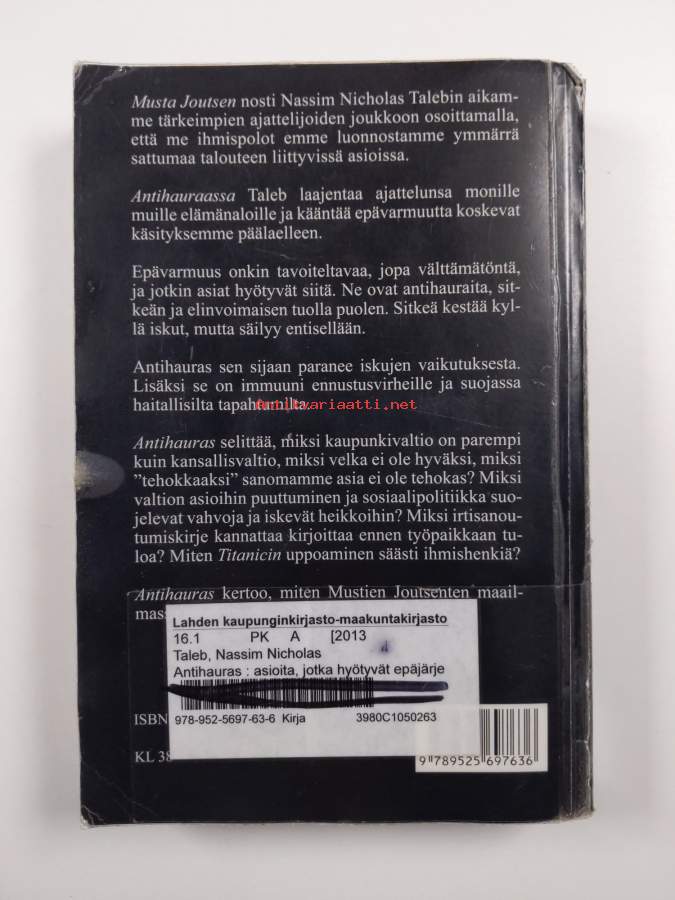 Musta Joutsen nosti Nassim Nicholas Talebin aikam-
me tärkeimpien ajattelijoiden joukkoon osoittamalla,
että me ihmispolot emme luonnostamme ymmärrä
sattumaa talouteen liittyvissä asioissa.
Antihauraassa Taleb laajentaa ajattelunsa monille
muille elämänaloille ja kääntää epävarmuutta koskevat
käsityksemme päälaelleen.
Epävarmuus onkin tavoiteltavaa, jopa välttämätöntä,
ja jotkin asiat hyötyvät siitä. Ne ovat antihauraita, sit-
keän ja elinvoimaisen tuolla puolen. Sitkeä kestää kyl-
lä iskut, mutta säilyy entisellään.
Antihauras sen sijaan paranee iskujen vaikutuksesta.
Lisäksi se on immuuni ennustusvirheille ja suojassa
haitallisilta tapahtumilta.
Antikvariaatti.net
Antihauras selittää, miksi kaupunkivaltio on parempi
kuin kansallisvaltio, miksi velka ei ole hyväksi, miksi
”tehokkaaksi” sanomamme asia ei ole tehokas? Miksi
valtion asioihin puuttuminen ja sosiaalipolitiikka suo-
jelevat vahvoja ja iskevät heikkoihin? Miksi irtisanou-
tumiskirje kannattaa kirjoittaa ennen työpaikkaan tu-
loa? Miten Titanicin uppoaminen säästi ihmishenkiä?
Antihauras kertoo, miten Mustien Joutsenten maail-
Lahden kaupunginkirjasto-maakuntakirjasto
16.1 PK A [2013
Taleb, Nassim Nicholas
Antihauras : asioita, jotka hyötyvät epäjärje
978-952-5697-63-6 Kirja 3980C1050263
ISBN
KL 38
9 789525 697636